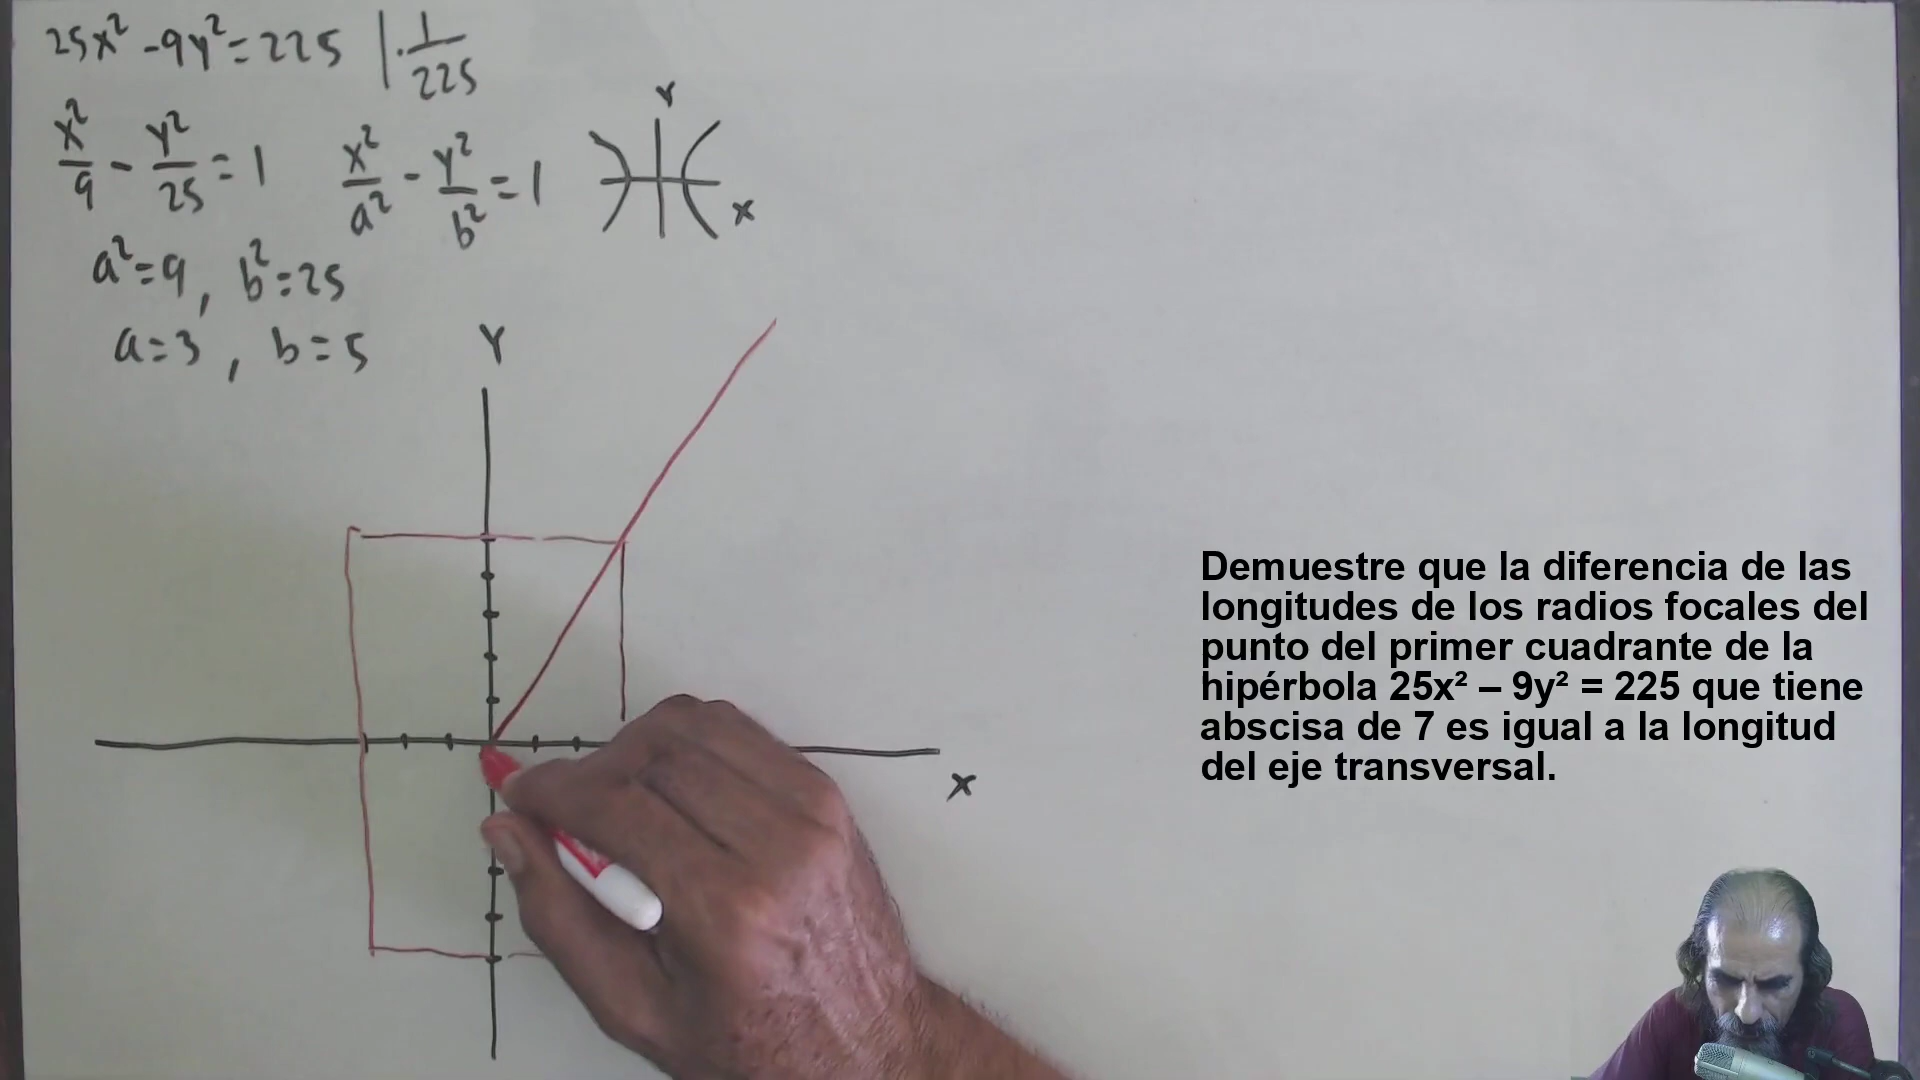 25x² - 9y² = 225 | · 1/225
x²/9 - y²/25 = 1
x²/a² - y²/b² = 1
Y
X
a² = 9 , b² = 25
a = 3 , b = 5
Y
X
Demuestre que la diferencia de las
longitudes de los radios focales del
punto del primer cuadrante de la
hipérbola 25x² – 9y² = 225 que tiene
abscisa de 7 es igual a la longitud
del eje transversal.